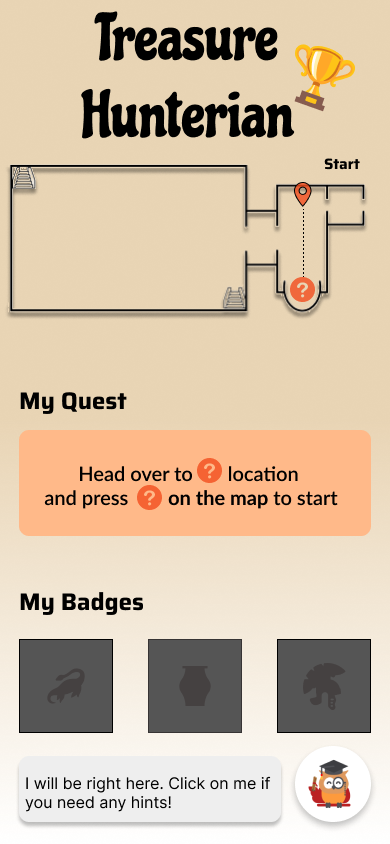 Treasure
Hunterian
Start
?
My Quest
Head over to ? location
and press ? on the map to start
My Badges
I will be right here. Click on me if
you need any hints!